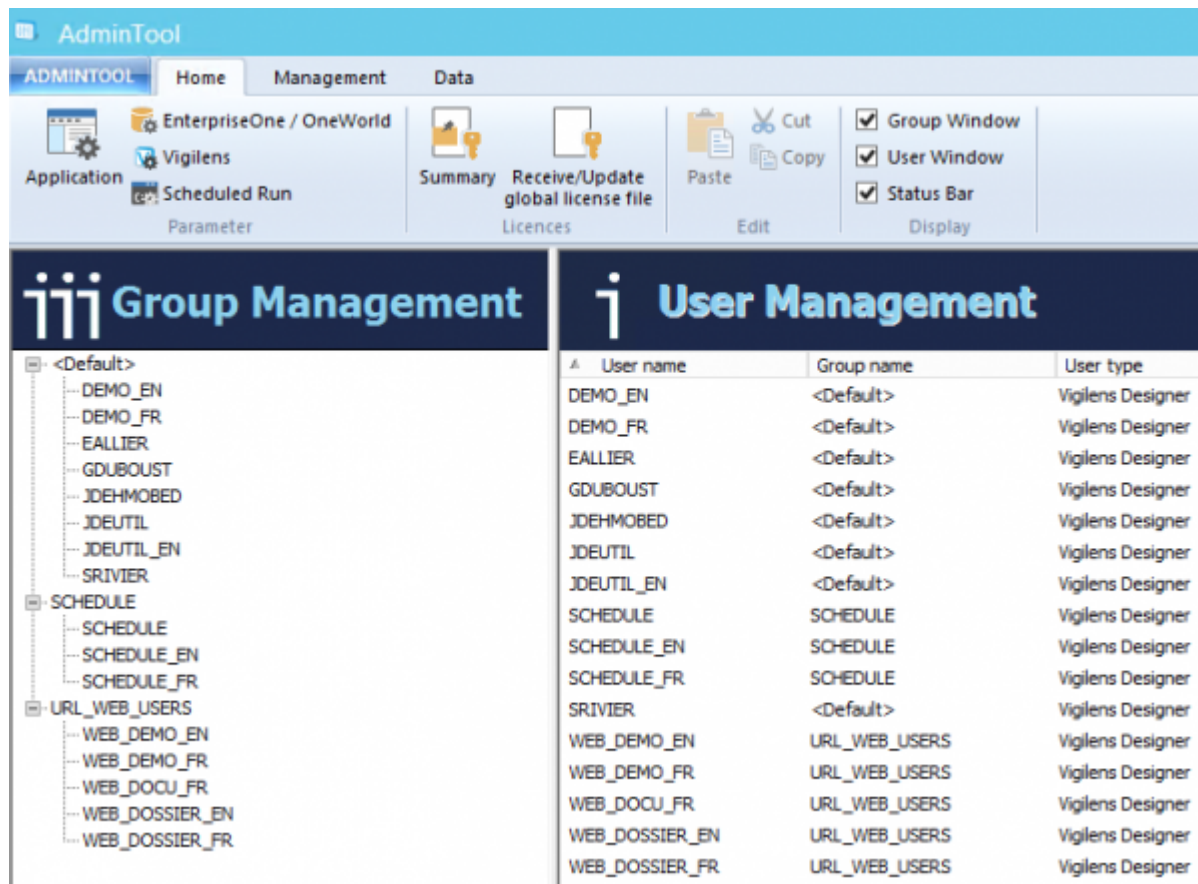 AdminTool
ADMINTOOL Home Management Data
EnterpriseOne / OneWorld
Vigilens
Scheduled Run
Application
Parameter
Summary
Receive/Update
global license file
Licences
Paste
Cut
Copy
Edit
Group Window
User Window
Status Bar
Display
Group Management
<Default>
DEMO_EN
DEMO_FR
EALLIER
GDUBOUST
JDEHMOBED
JDEUTIL
JDEUTIL_EN
SRIVIER
SCHEDULE
SCHEDULE
SCHEDULE_EN
SCHEDULE_FR
URL_WEB_USERS
WEB_DEMO_EN
WEB_DEMO_FR
WEB_DOCU_FR
WEB_DOSSIER_EN
WEB_DOSSIER_FR
User Management
User name Group name User type
DEMO_EN <Default> Vigilens Designer
DEMO_FR <Default> Vigilens Designer
EALLIER <Default> Vigilens Designer
GDUBOUST <Default> Vigilens Designer
JDEHMOBED <Default> Vigilens Designer
JDEUTIL <Default> Vigilens Designer
JDEUTIL_EN <Default> Vigilens Designer
SCHEDULE SCHEDULE Vigilens Designer
SCHEDULE_EN SCHEDULE Vigilens Designer
SCHEDULE_FR SCHEDULE Vigilens Designer
SRIVIER <Default> Vigilens Designer
WEB_DEMO_EN URL_WEB_USERS Vigilens Designer
WEB_DEMO_FR URL_WEB_USERS Vigilens Designer
WEB_DOCU_FR URL_WEB_USERS Vigilens Designer
WEB_DOSSIER_EN URL_WEB_USERS Vigilens Designer
WEB_DOSSIER_FR URL_WEB_USERS Vigilens Designer